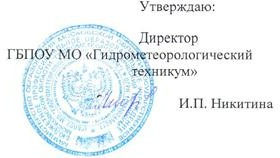 Утверждаю:
Директор
ГБПОУ МО «Гидрометеорологический
техникум»
И.П. Никитина